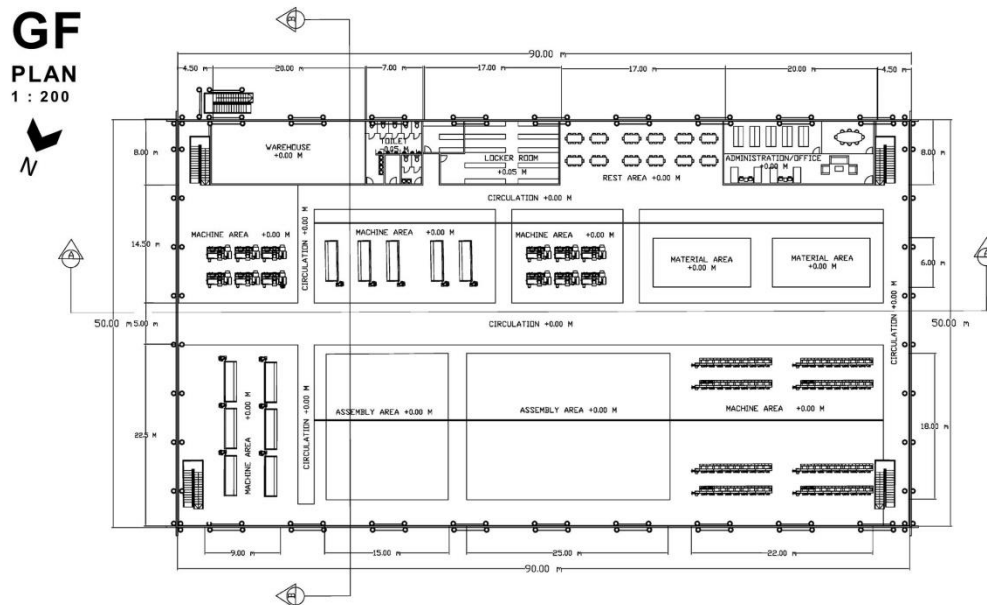 GF
PLAN
1 : 200
N
B
90.00 m
4.50 m
20.00 m
7.00 m
17.00 m
17.00 m
20.00 m
4.50 m
8.00 m
WAREHOUSE
+0.00 M
TOILET
-0.05 M
LOCKER ROOM
+0.05 M
REST AREA +0.00 M
ADMINISTRATION/OFFICE
+0.00 M
8.00 m
CIRCULATION +0.00 M
MACHINE AREA +0.00 M
CIRCULATION +0.00 M
MACHINE AREA +0.00 M
MACHINE AREA +0.00 M
MATERIAL AREA
+0.00 M
MATERIAL AREA
+0.00 M
14.50 m
6.00 m
A
50.00 m
5.00 m
CIRCULATION +0.00 M
CIRCULATION +0.00 M
50.00 m
22.5 m
MACHINE AREA +0.00 M
CIRCULATION +0.00 M
ASSEMBLY AREA +0.00 M
ASSEMBLY AREA +0.00 M
MACHINE AREA +0.00 M
18.00 m
9.00 m
15.00 m
25.00 m
22.00 m
90.00 m
B